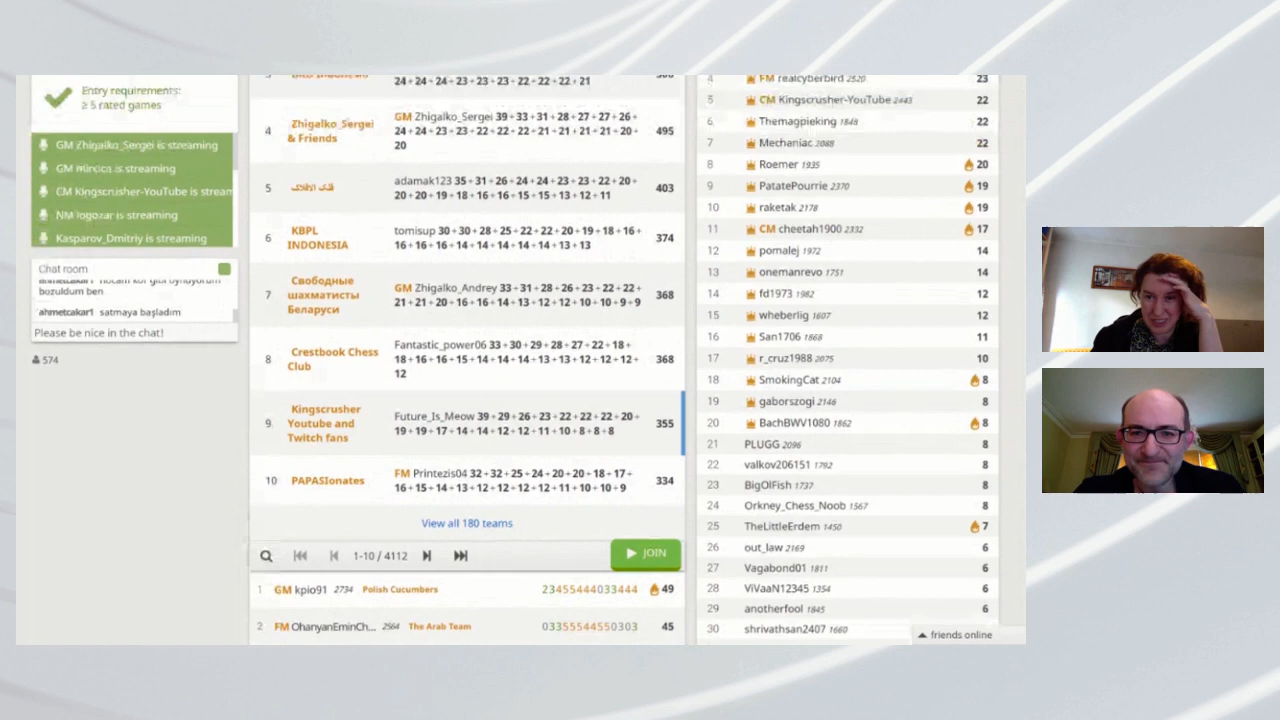 Entry requirements:
≥ 5 rated games
GM Zhigalko_Sergei is streaming
is streaming
CM Kingscrusher-YouTube is stream
NM logozar is streaming
Kasparov_Dmitriy is streaming
Chat room
bozuldum ben
ahmetcakar1 satmaya başladım
Please be nice in the chat!
574
24 + 24 + 24 + 23 + 23 + 23 + 22 + 22 + 22 + 21
4 Zhigalko_Sergei & Friends GM Zhigalko_Sergei 39 + 33 + 31 + 28 + 27 + 27 + 26 + 495
24 + 24 + 23 + 23 + 22 + 22 + 22 + 21 + 21 + 21 + 21 + 20 +
20
5 adamak123 35 + 31 + 26 + 24 + 24 + 23 + 23 + 22 + 20 + 403
20 + 20 + 19 + 18 + 16 + 16 + 15 + 15 + 13 + 12 + 11
6 KBPL INDONESIA tomisup 30 + 30 + 28 + 25 + 22 + 22 + 20 + 19 + 18 + 16 + 374
16 + 16 + 16 + 14 + 14 + 14 + 14 + 14 + 13 + 13
7 Свободные шахматисты Беларуси GM Zhigalko_Andrey 33 + 31 + 28 + 26 + 23 + 22 + 22 + 368
21 + 21 + 20 + 16 + 16 + 14 + 13 + 12 + 12 + 10 + 10 + 9 + 9
8 Crestbook Chess Club Fantastic_power06 33 + 30 + 29 + 28 + 27 + 22 + 18 + 368
18 + 16 + 16 + 15 + 14 + 14 + 14 + 13 + 13 + 12 + 12 + 12 +
12
9 Kingscrusher Youtube and Twitch fans Future_Is_Meow 39 + 29 + 26 + 23 + 22 + 22 + 22 + 20 + 355
19 + 19 + 17 + 14 + 14 + 12 + 12 + 11 + 10 + 8 + 8 + 8
10 PAPASIonates FM Printezis04 32 + 32 + 25 + 24 + 20 + 20 + 18 + 17 + 334
16 + 15 + 14 + 13 + 12 + 12 + 12 + 12 + 11 + 10 + 10 + 9
View all 180 teams
1-10 / 4112 JOIN
1 GM kpio91 2734 Polish Cucumbers 23455444033444 49
2 FM OhanyanEminCh... 2564 The Arab Team 03355544550303 45
4 FM realcyberbird 2520 23
5 CM Kingscrusher-YouTube 2443 22
6 Themagpieking 1848 22
7 Mechaniac 2088 22
8 Roemer 1935 20
9 PatatePourrie 2370 19
10 raketak 2178 19
11 CM cheetah1900 2332 17
12 pomalej 1972 14
13 onemanrevo 1751 14
14 fd1973 1982 12
15 wheberlig 1607 12
16 San1706 1868 11
17 r_cruz1988 2075 10
18 SmokingCat 2104 8
19 gaborszogi 2146 8
20 BachBWV1080 1862 8
21 PLUGG 2096 8
22 valkov206151 1792 8
23 BigOlFish 1737 8
24 Orkney_Chess_Noob 1567 8
25 TheLittleErdem 1450 7
26 out_law 2169 6
27 Vagabond01 1811 6
28 ViVaaN12345 1354 6
29 anotherfool 1845 6
30 shrivathsan2407 1660
friends online